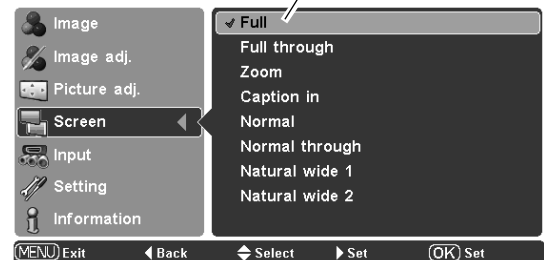 Image
Image adj.
Picture adj.
Screen
Input
Setting
Information
Full
Full through
Zoom
Caption in
Normal
Normal through
Natural wide 1
Natural wide 2
MENU Exit Back Select Set OK Set